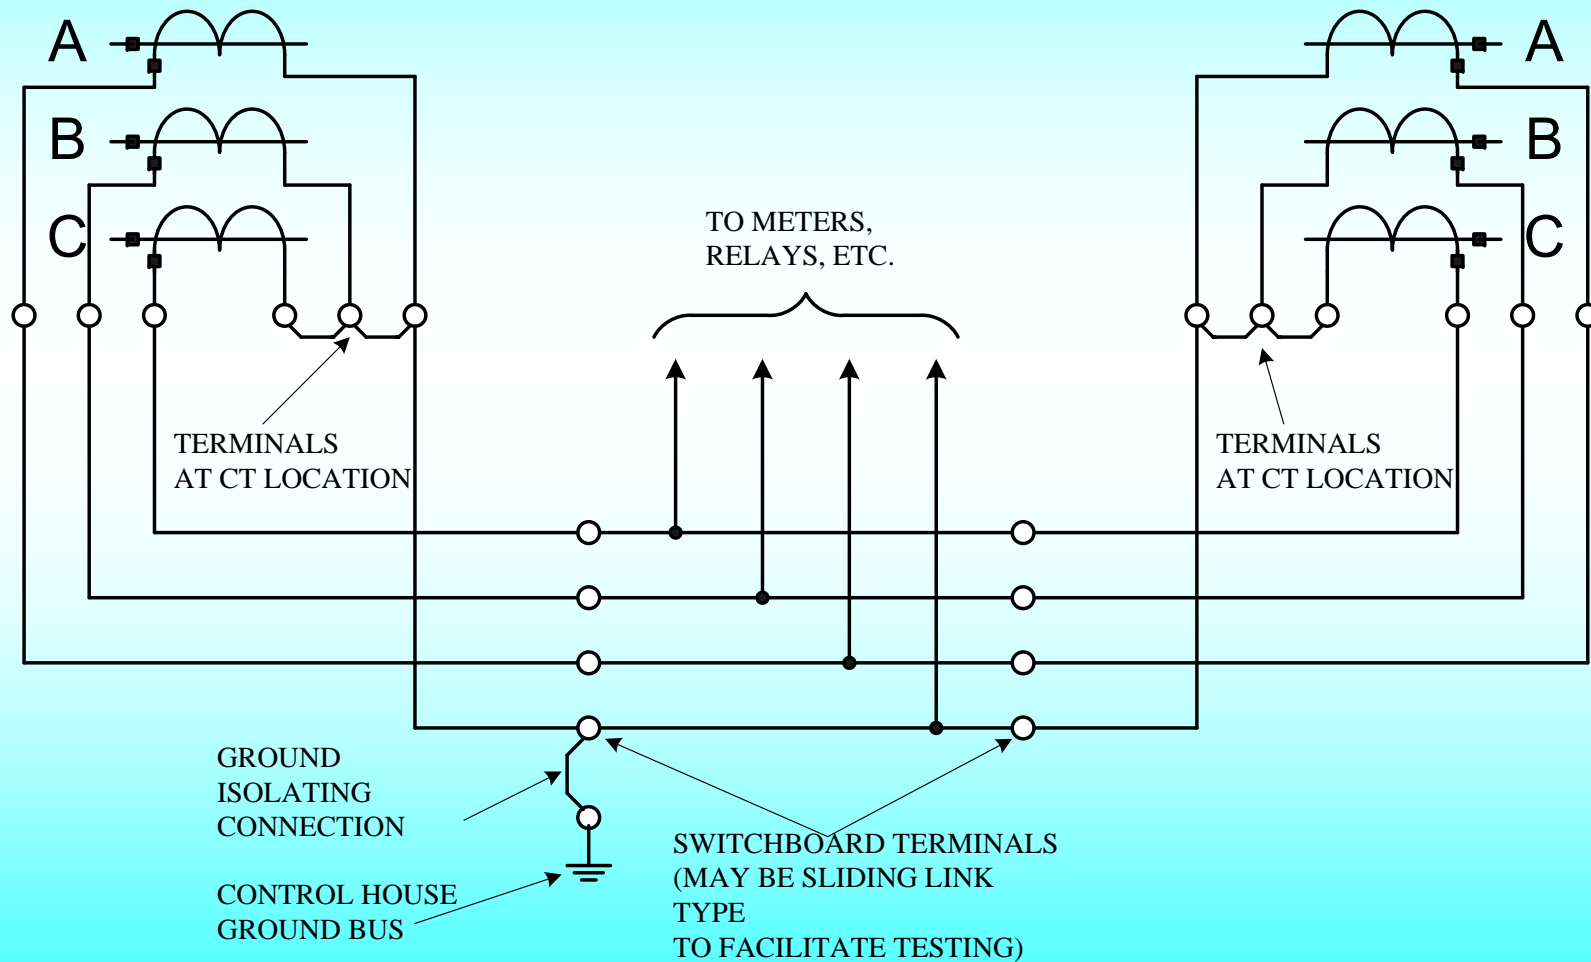 A
A
B
B
C
C
TO METERS,
RELAYS, ETC.
TERMINALS
AT CT LOCATION
TERMINALS
AT CT LOCATION
GROUND
ISOLATING
CONNECTION
CONTROL HOUSE
GROUND BUS
SWITCHBOARD TERMINALS
(MAY BE SLIDING LINK
TYPE
TO FACILITATE TESTING)